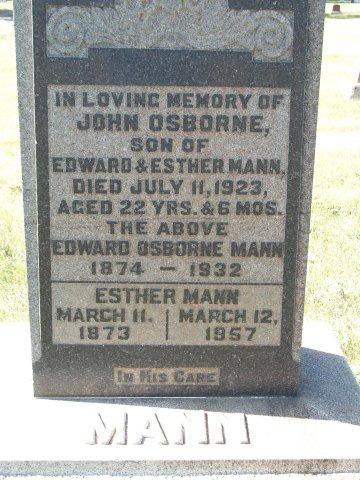 IN LOVING MEMORY OF
JOHN OSBORNE,
SON OF
EDWARD & ESTHER MANN,
DIED JULY 11, 1923,
AGED 22 YRS. & 6 MOS.
THE ABOVE
EDWARD OSBORNE MANN
1874 — 1932
ESTHER MANN
MARCH 11. | MARCH 12,
1873 | 1957
IN HIS CARE
MANN